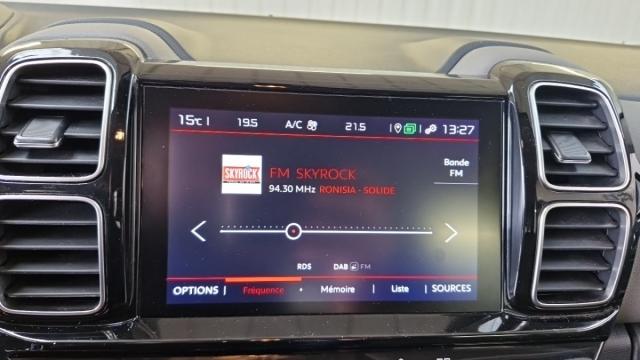 15°C | 19.5 A/C 21.5 | | 13:27
SKYROCK
FM SKYROCK
94.30 MHz RONISIA - SOLIDE
Bande
FM
RDS DAB FM
OPTIONS | Fréquence • Mémoire | Liste | SOURCES